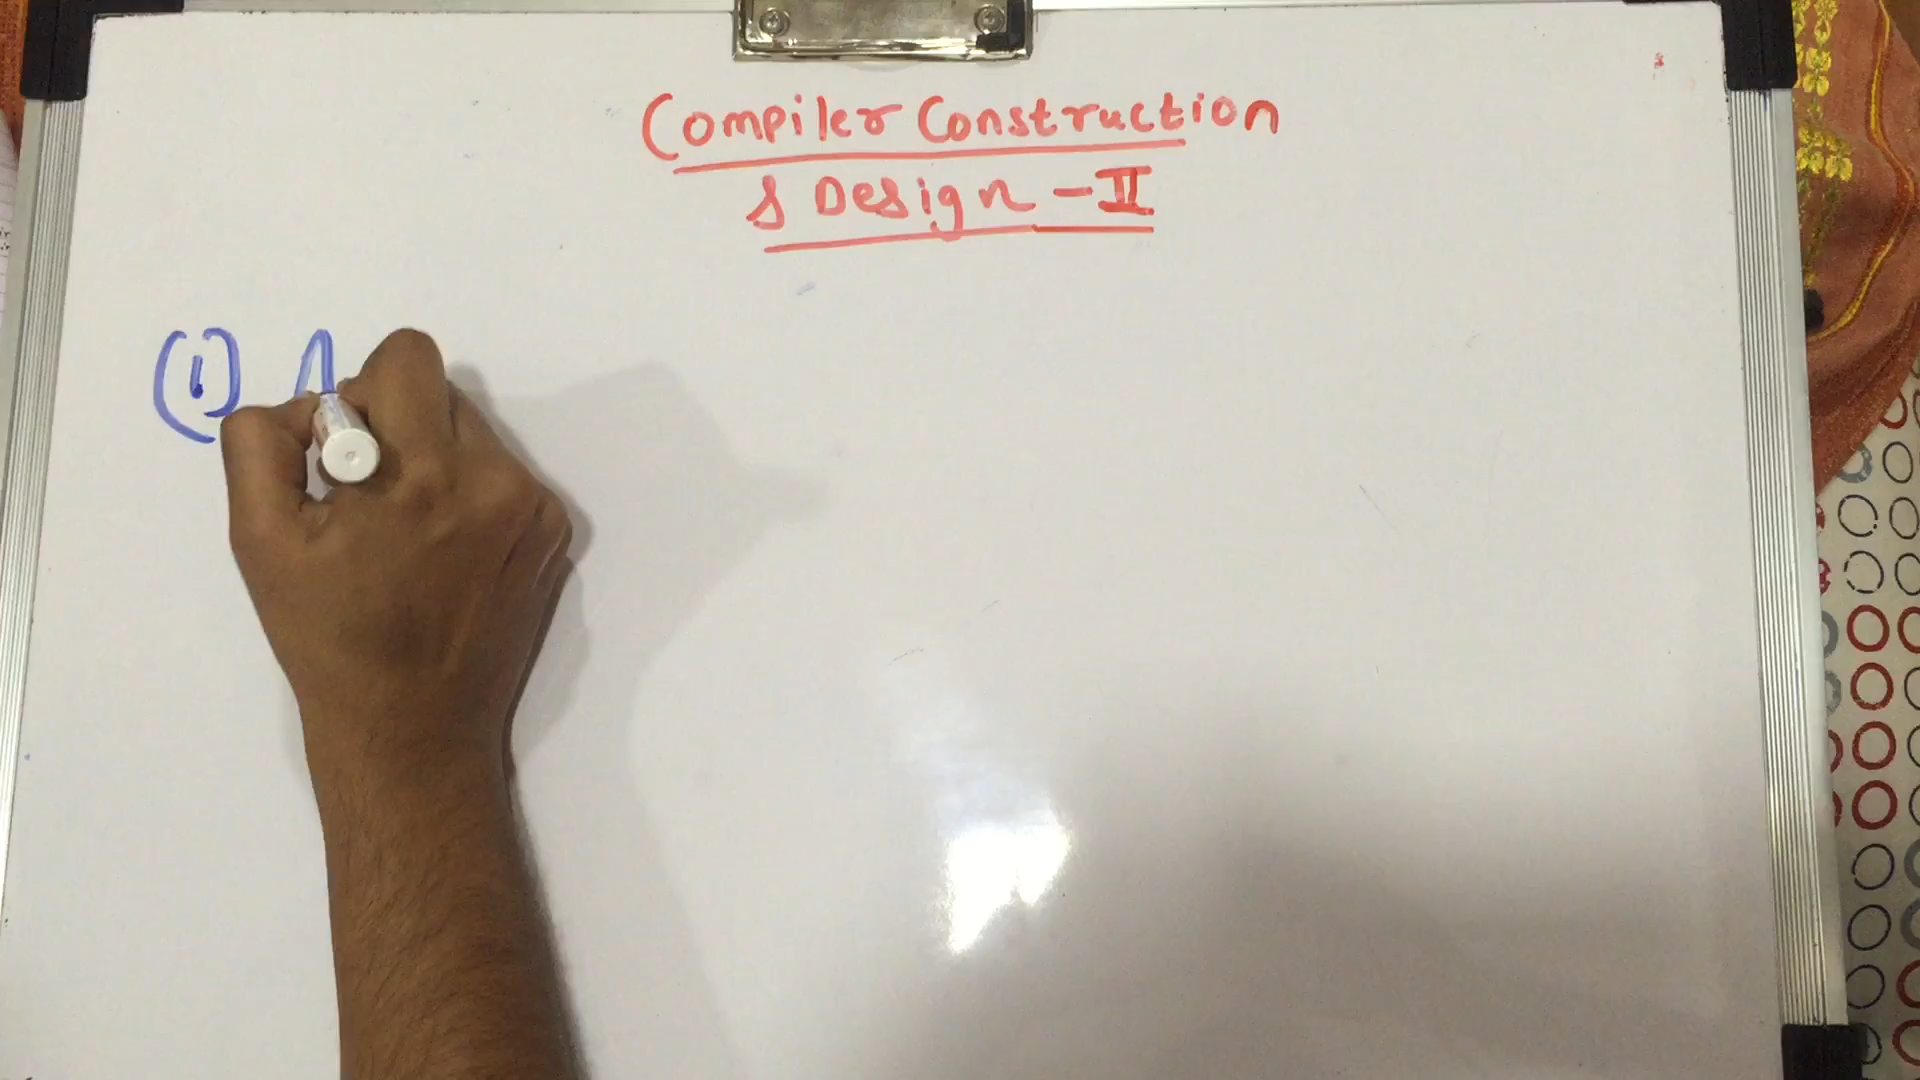 Compiler Construction
& Design - II
(1)